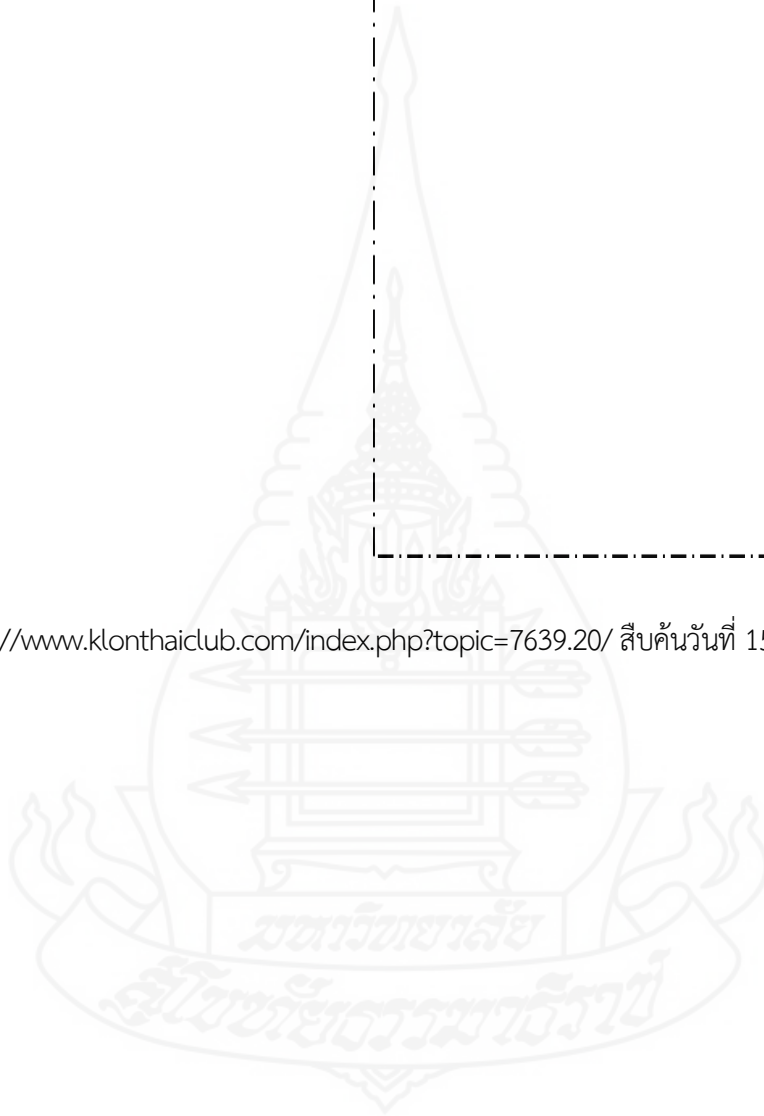 //www.klonthaiclub.com/index.php?topic=7639.20/ สืบค้นวันที่ 15
มหาวิทยาลัย
สุโขทัยธรรมาธิราช